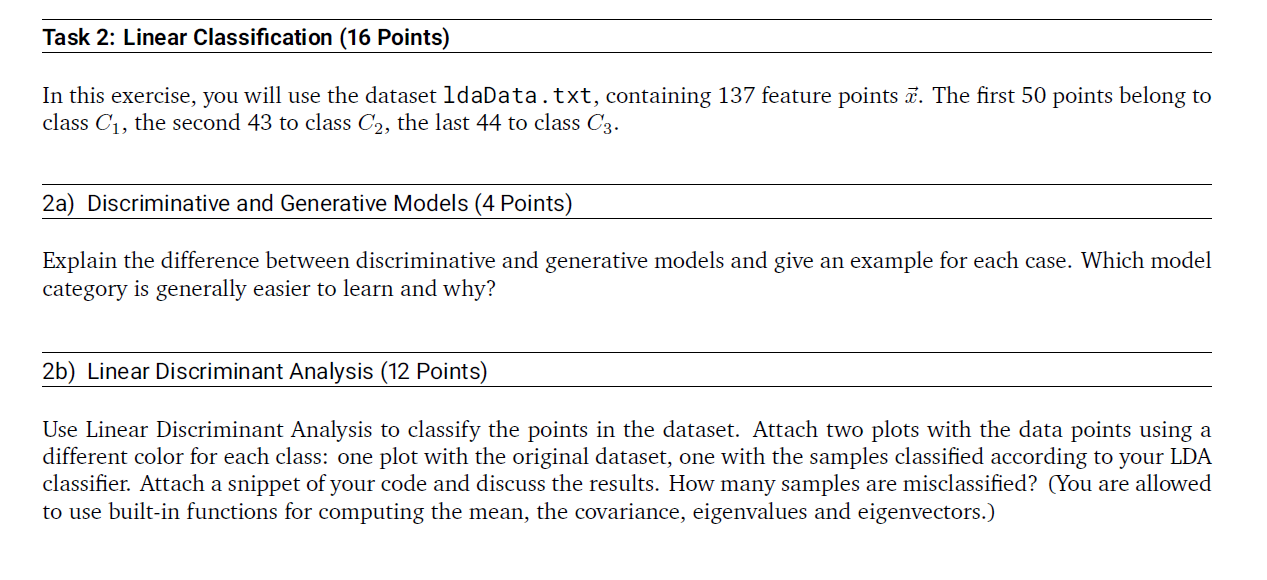 Task 2: Linear Classification (16 Points)
In this exercise, you will use the dataset ldaData.txt, containing 137 feature points x⃗. The first 50 points belong to
class C₁, the second 43 to class C₂, the last 44 to class C₃.
2a) Discriminative and Generative Models (4 Points)
Explain the difference between discriminative and generative models and give an example for each case. Which model
category is generally easier to learn and why?
2b) Linear Discriminant Analysis (12 Points)
Use Linear Discriminant Analysis to classify the points in the dataset. Attach two plots with the data points using a
different color for each class: one plot with the original dataset, one with the samples classified according to your LDA
classifier. Attach a snippet of your code and discuss the results. How many samples are misclassified? (You are allowed
to use built-in functions for computing the mean, the covariance, eigenvalues and eigenvectors.)